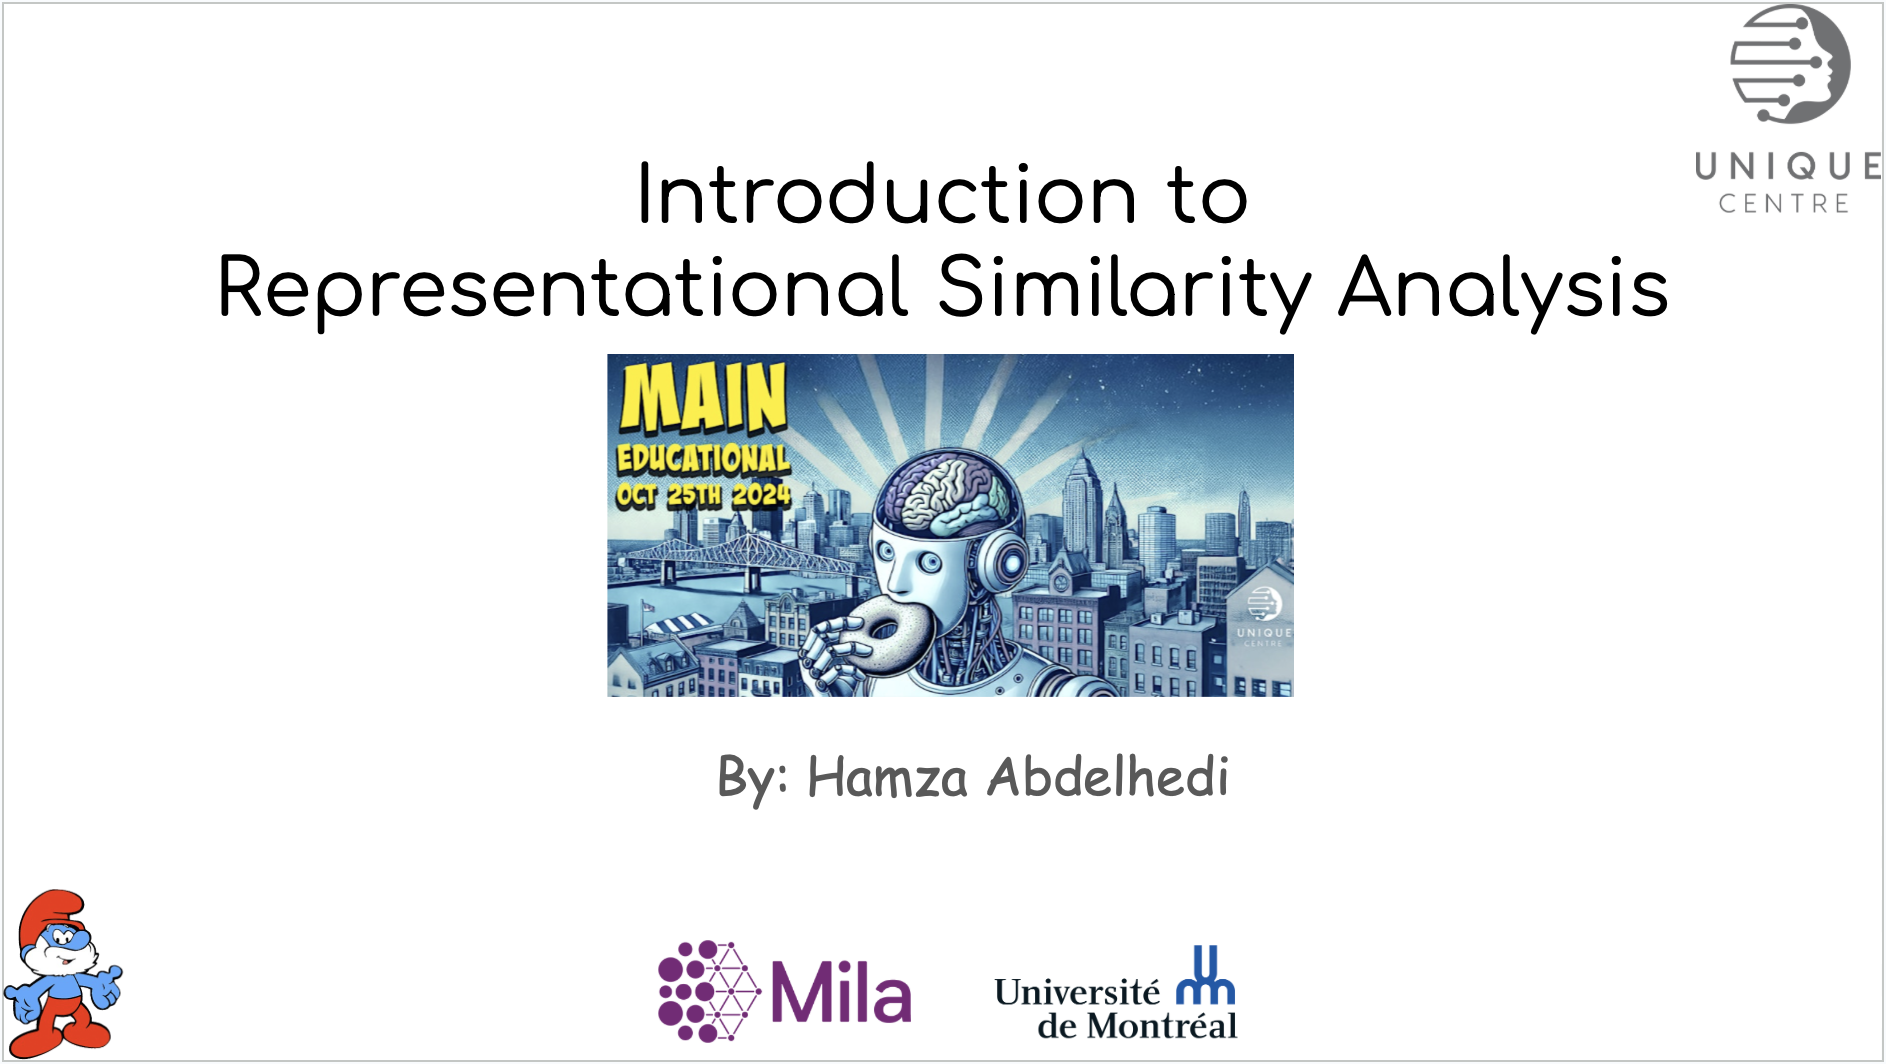 UNIQUE
CENTRE
Introduction to
Representational Similarity Analysis
MAIN
EDUCATIONAL
OCT 25TH 2024
UNIQUE
CENTRE
By: Hamza Abdelhedi
Mila
Université
de Montréal